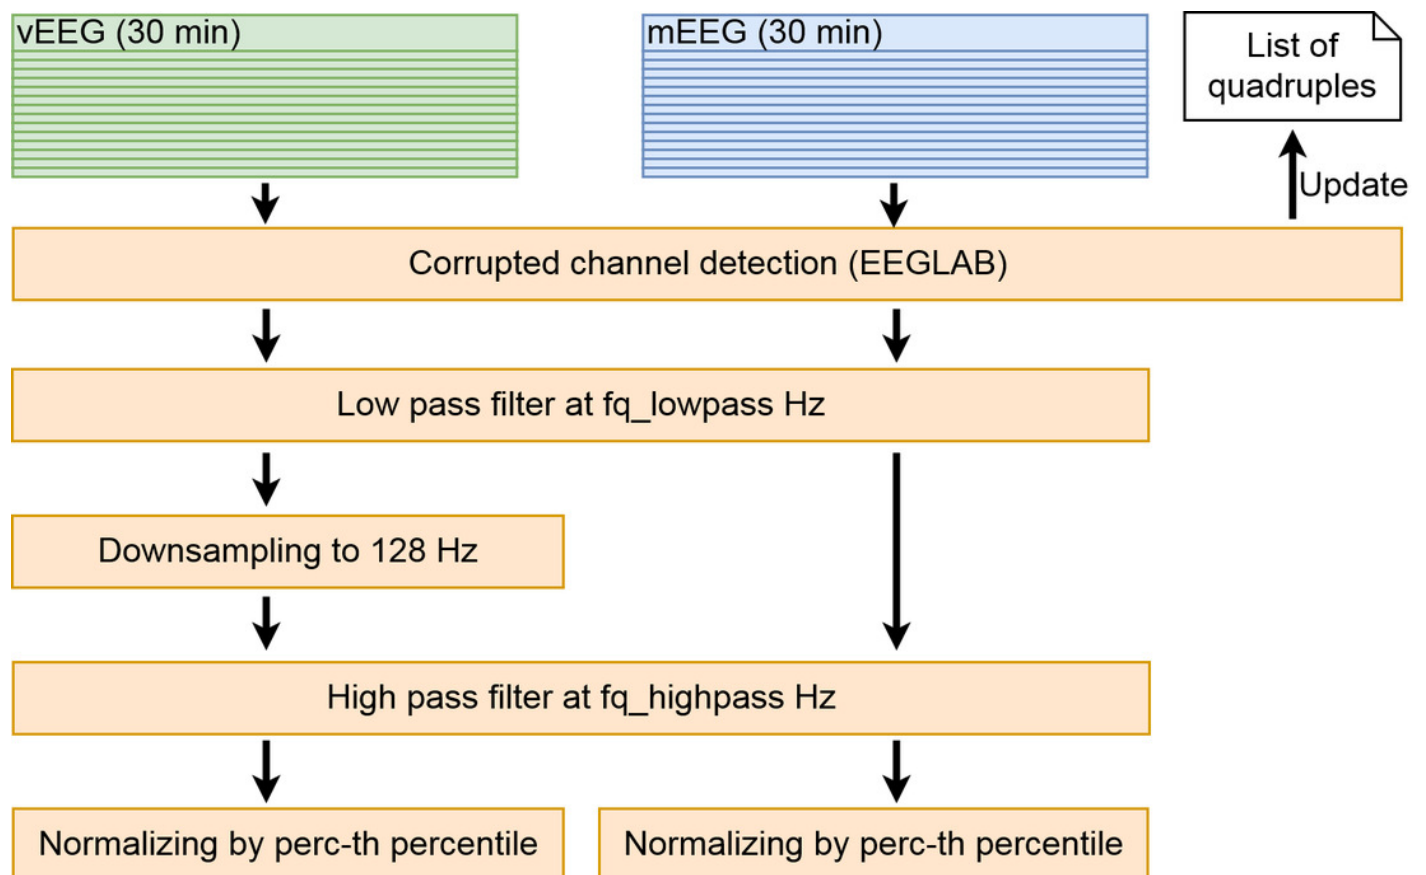 vEEG (30 min)
mEEG (30 min)
List of
quadruples
Update
Corrupted channel detection (EEGLAB)
Low pass filter at fq_lowpass Hz
Downsampling to 128 Hz
High pass filter at fq_highpass Hz
Normalizing by perc-th percentile
Normalizing by perc-th percentile